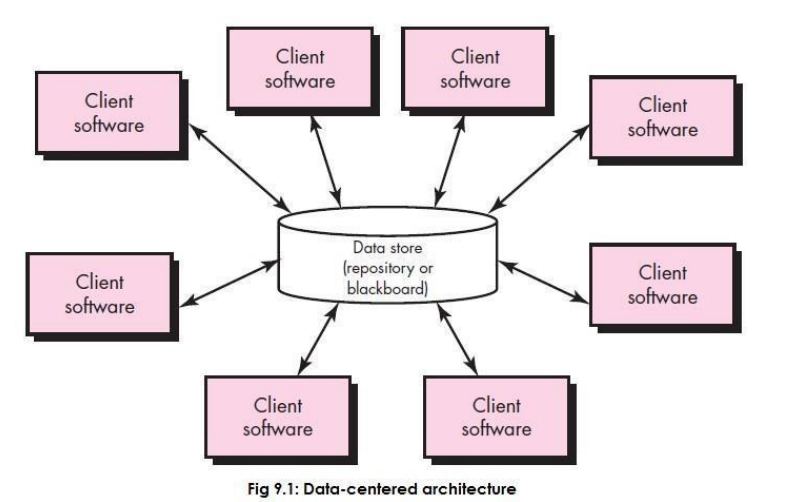 Client
software
Client
software
Client
software
Client
software
Data store
(repository or
blackboard)
Client
software
Client
software
Client
software
Client
software
Fig 9.1: Data-centered architecture